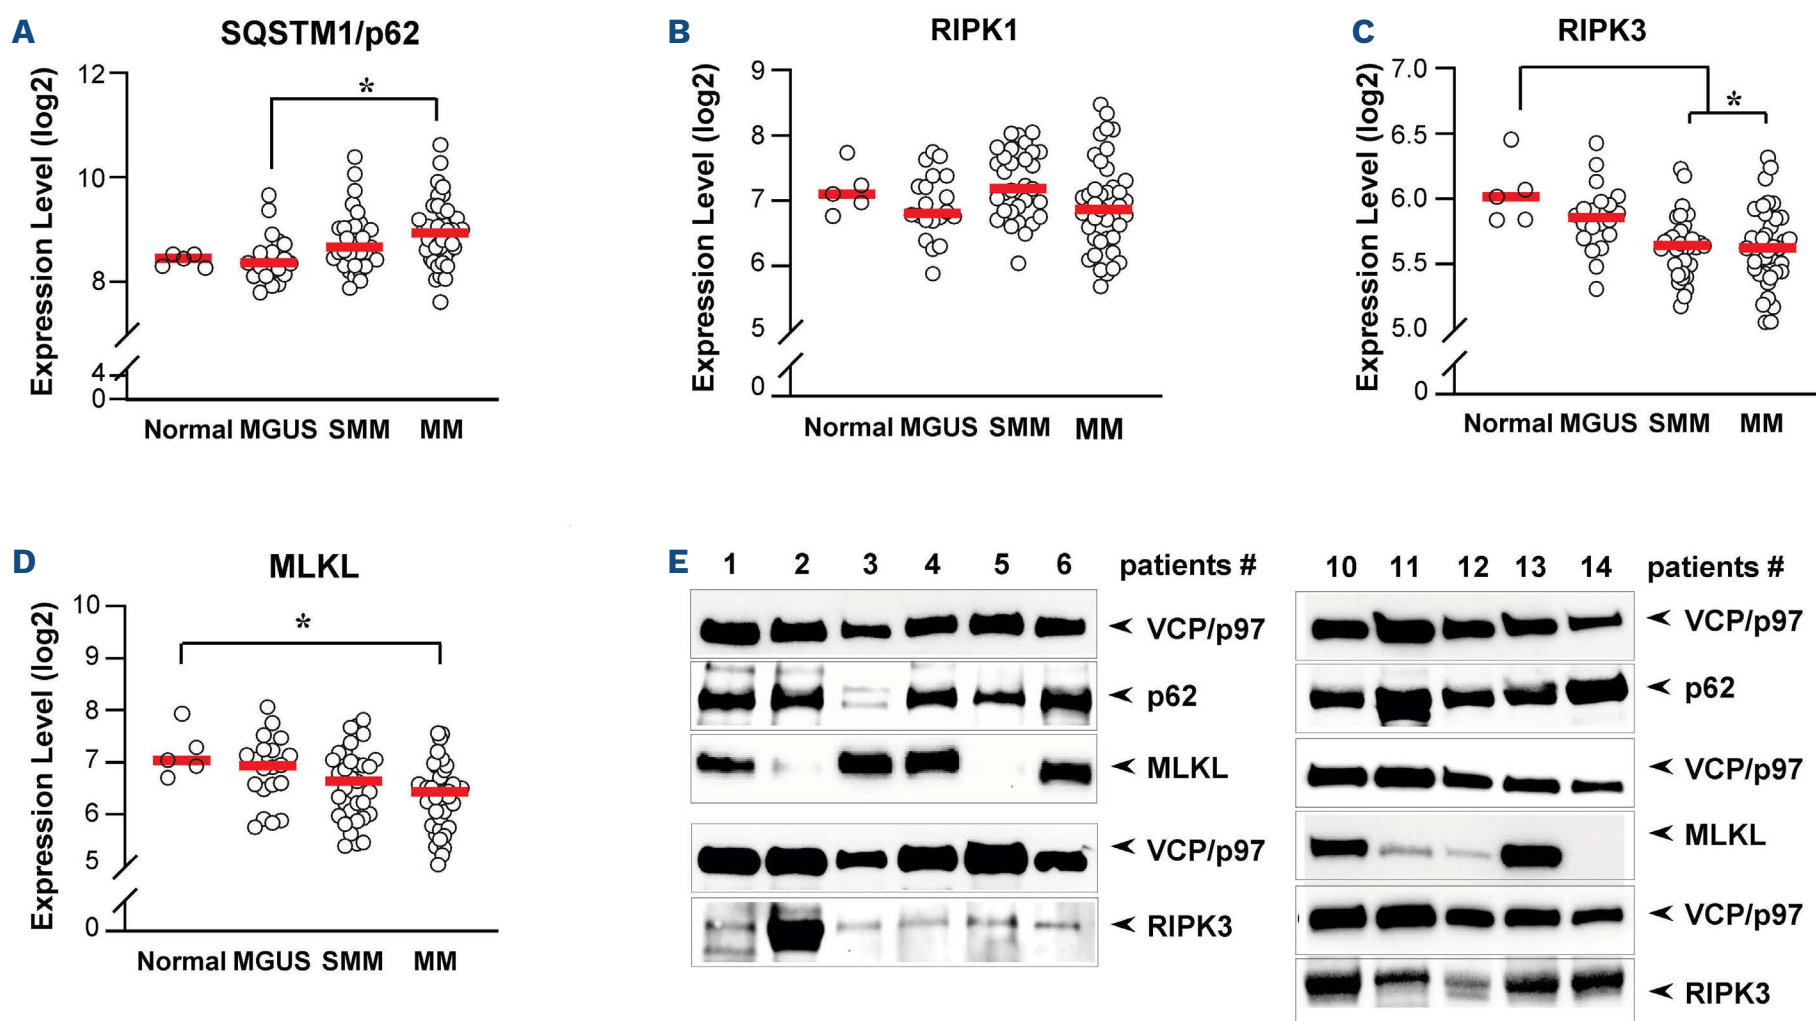 A
SQSTM1/p62
Expression Level (log2)
12
10
8
4
0
*
Normal MGUS SMM MM
B
RIPK1
Expression Level (log2)
9
8
7
6
5
0
Normal MGUS SMM MM
C
RIPK3
Expression Level (log2)
7.0
6.5
6.0
5.5
5.0
0
*
Normal MGUS SMM MM
D
MLKL
Expression Level (log2)
10
9
8
7
6
5
0
*
Normal MGUS SMM MM
E
1 2 3 4 5 6 patients #
VCP/p97
p62
MLKL
VCP/p97
RIPK3
10 11 12 13 14 patients #
VCP/p97
p62
VCP/p97
MLKL
VCP/p97
RIPK3